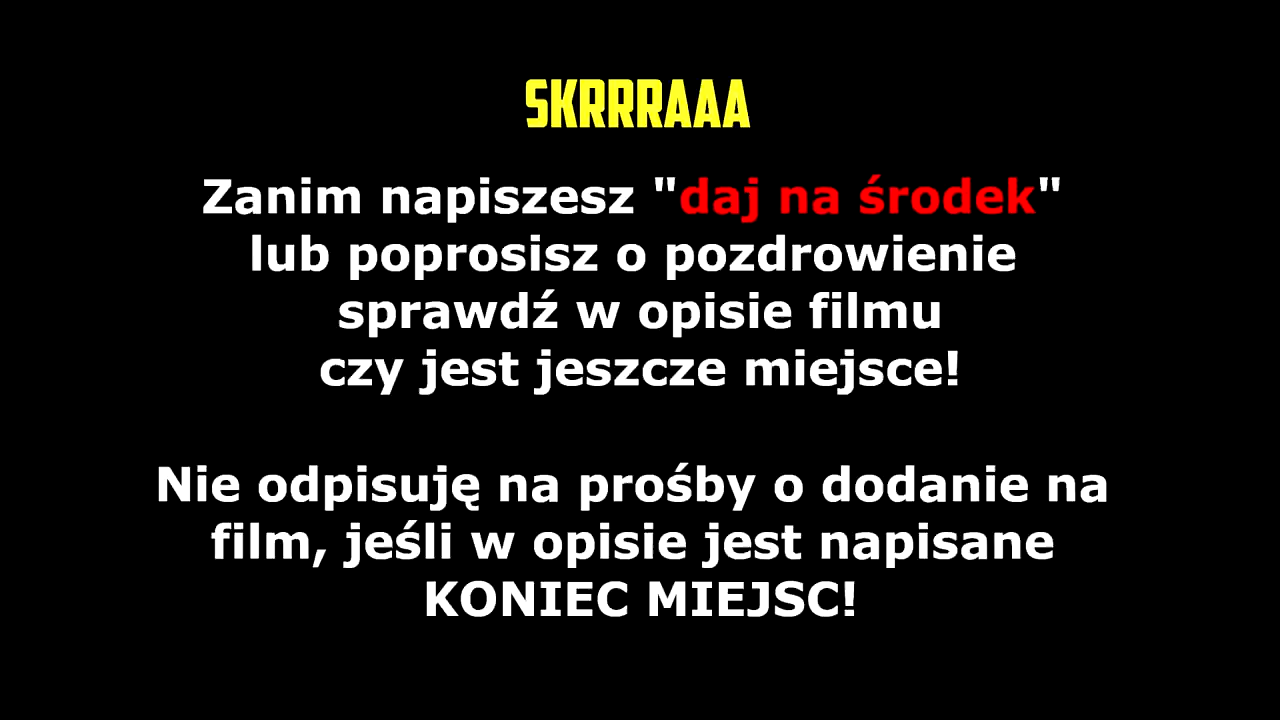 SKRRRAAA
Zanim napiszesz "daj na środek"
lub poprosisz o pozdrowienie
sprawdź w opisie filmu
czy jest jeszcze miejsce!
Nie odpisuję na prośby o dodanie na
film, jeśli w opisie jest napisane
KONIEC MIEJSC!